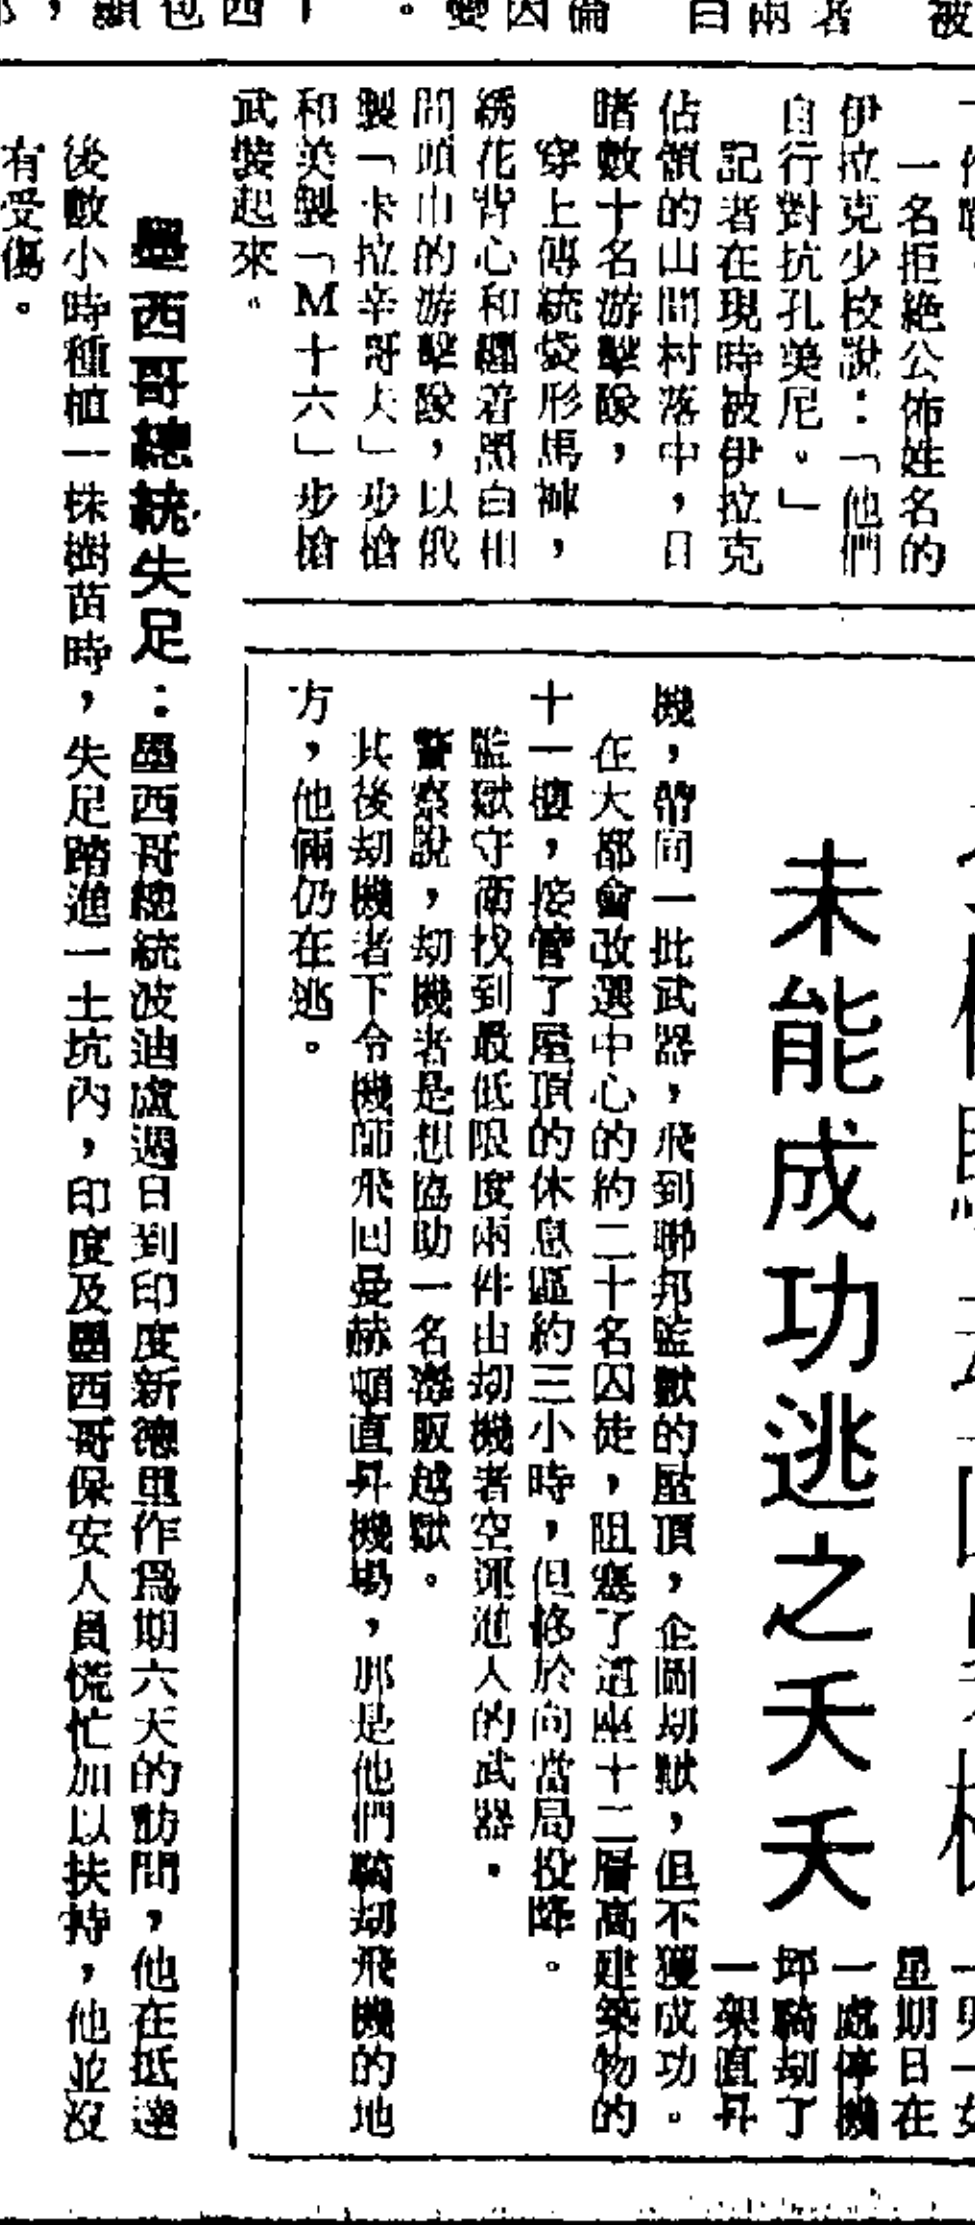 一名拒絶公佈姓名的
伊拉克少校說:「他們
自行對抗孔美尼。」
記者在現時被伊拉克
佔領的山間村落中,目
睹數十名游擊隊,
穿上傳統袋形馬褲,
綉花背心和纒着黑白相
間頭巾的游擊隊,以俄
製「卡拉辛哥夫」步槍
和美製「M十六」步槍
武裝起來。
未能成功逃之夭夭
一男一女
星期日在
一處停機
坪騎刧了
一架直昇
機,帶同一批武器,飛到聯邦監獄的屋頂,企圖刧獄,但不獲成功。
在大都會改選中心的約二十名囚徒,阻塞了這座十二層高建築物的
十一樓,接管了屋頂的休息區約三小時,但終於向當局投降。
監獄守衛找到最低限度兩件由刧機者空運進入的武器。
警察說,刧機者是想協助一名毒販越獄。
其後刧機者下令機師飛回曼赫頓直昇機場,那是他們騎刧飛機的地
方,他倆仍在逃。
墨西哥總統失足:墨西哥總統波迪盧週日到印度新德里作爲期六天的訪問,他在抵達
後數小時種植一株樹苗時,失足踏進一土坑內,印度及墨西哥保安人員慌忙加以扶持,他並沒
有受傷。